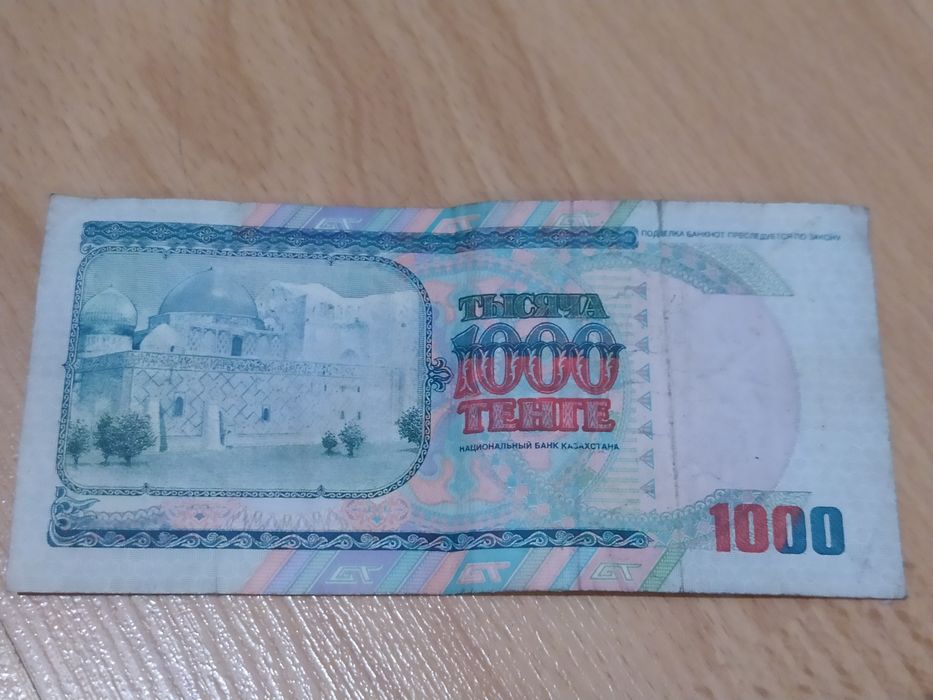 ПОДДЕЛКА БАНКНОТ ПРЕСЛЕДУЕТСЯ ПО ЗАКОНУ
ТЫСЯЧА
1000
ТЕНГЕ
НАЦИОНАЛЬНЫЙ БАНК КАЗАХСТАНА
1000